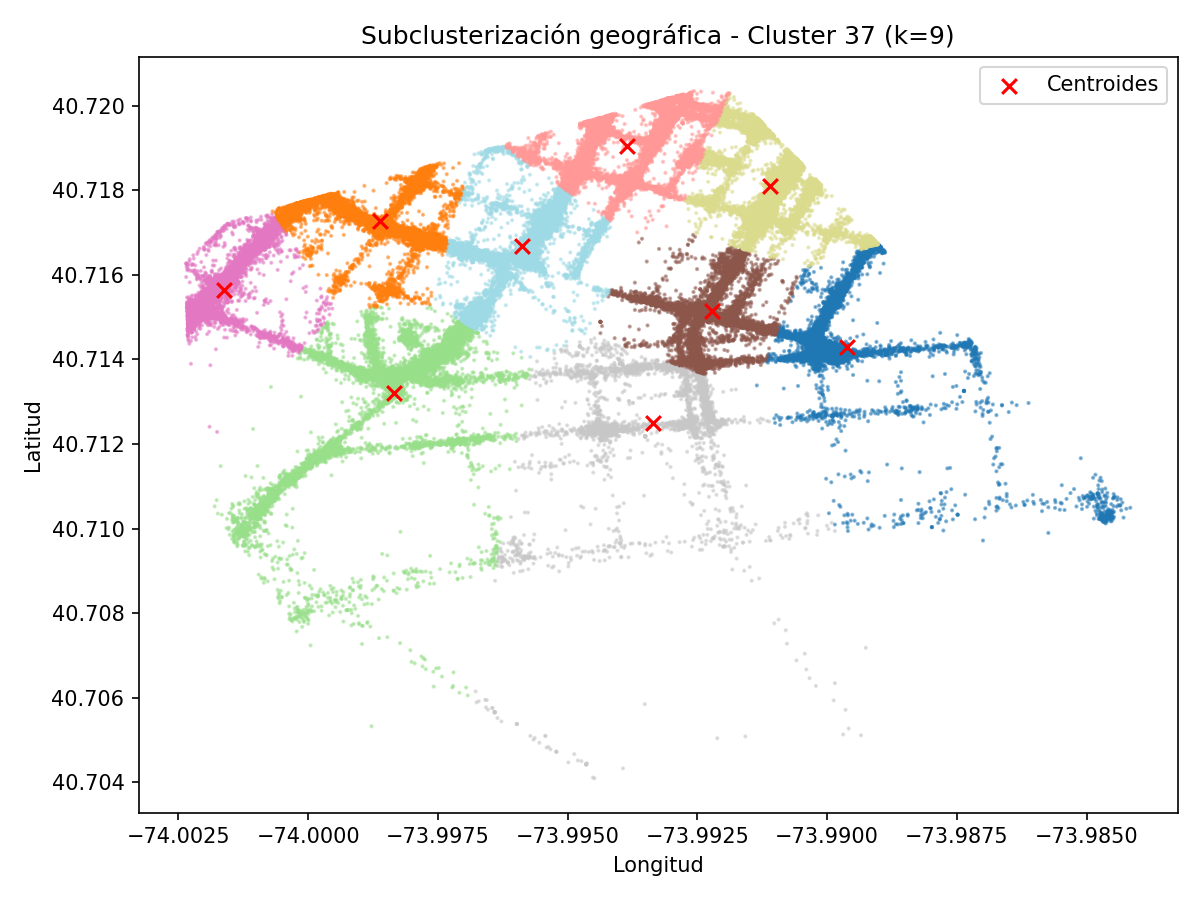 Subclusterización geográfica - Cluster 37 (k=9)
Centroides
40.720
40.718
40.716
40.714
40.712
40.710
40.708
40.706
40.704
Latitud
−74.0025 −74.0000 −73.9975 −73.9950 −73.9925 −73.9900 −73.9875 −73.9850
Longitud